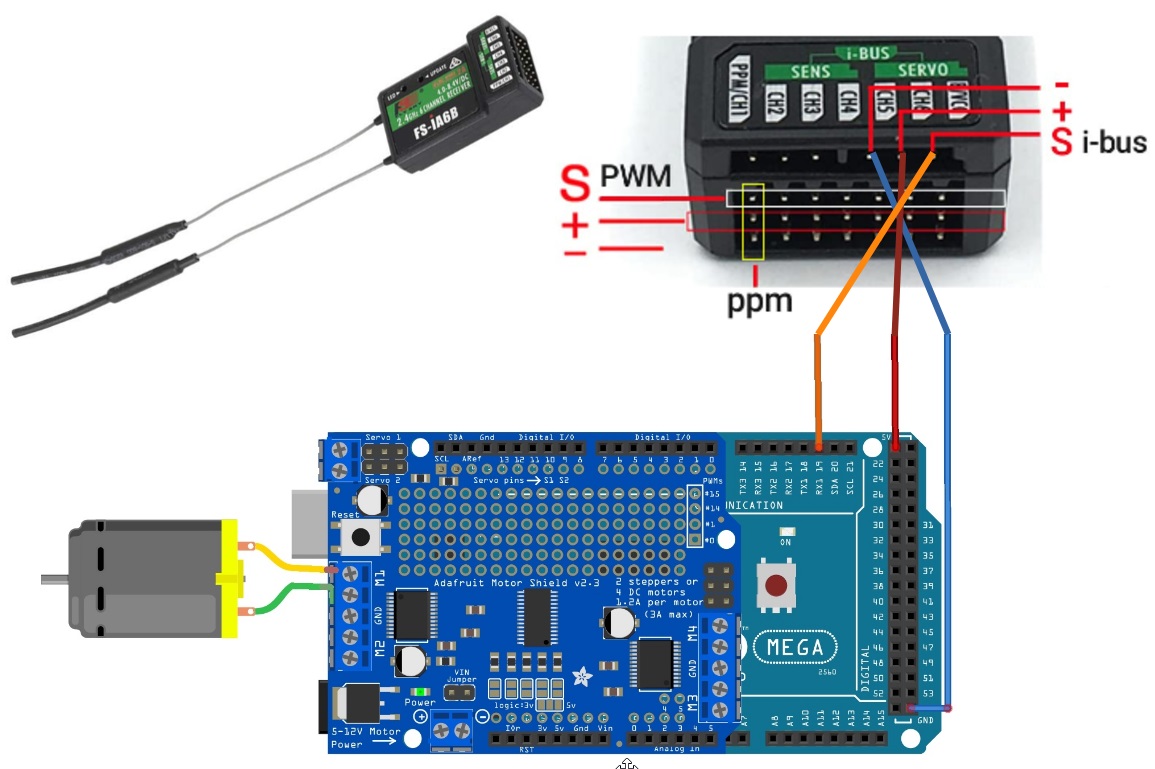 LED
UPDATE
4.0-8.4V/DC
2.4GHz 6 CHANNEL RECEIVER
FS-iA6B
i-BUS
SENS
SERVO
PPM/CH1
CH2
CH3
CH4
CH5
CH6
-
+
S i-bus
S PWM
+
-
ppm
Servo 1
Servo 2
SDA Gnd Digital I/O
Digital I/O
SCL ARef 13 12 11 10 9 8
7 6 5 4 3 2 1 0
Servo pins → S1 S2
PWMs
#15
#14
#1
#0
Reset
M1
GND
M2
Adafruit Motor Shield v2.3
2 steppers or
4 DC motors
1.2A per motor
(3A max)
M4
GND
M3
VIN
Jumper
Power
logic:3v 5v
5-12V Motor
Power →
+ -
IOr 3v 5v Gnd Vin
RST
4 5
0 1 2 3 4 5
Analog In
TX3 14
RX3 15
TX2 16
RX2 17
TX1 18
RX1 19
SDA 20
SCL 21
NICATION
ON
MEGA
2560
5V
22
24
26
28
30 31
32 33
34 35
36 37
38 39
40 41
42 43
44 45
46 47
48 49
50 51
52 53
GND
DIGITAL
A7
A8
A9
A10
A11
A12
A13
A14
A15